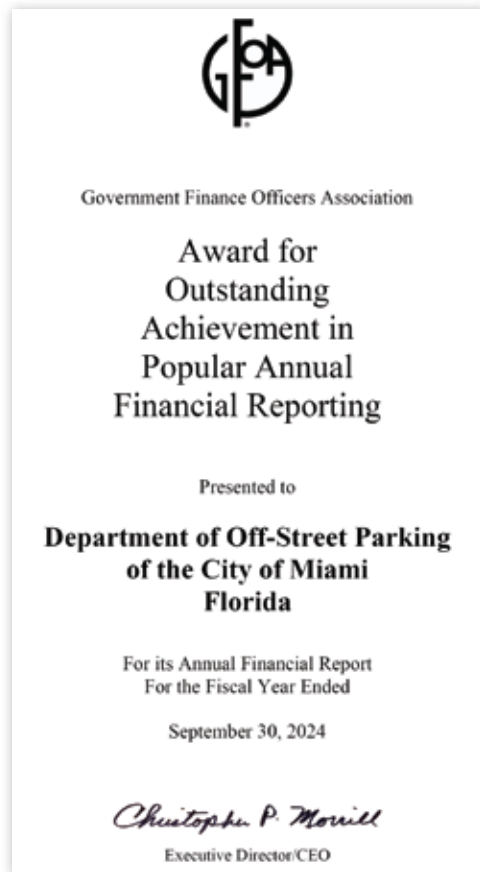 GFOA
Government Finance Officers Association
Award for
Outstanding
Achievement in
Popular Annual
Financial Reporting
Presented to
Department of Off-Street Parking
of the City of Miami
Florida
For its Annual Financial Report
For the Fiscal Year Ended
September 30, 2024
Christopher P. Morrill
Executive Director/CEO